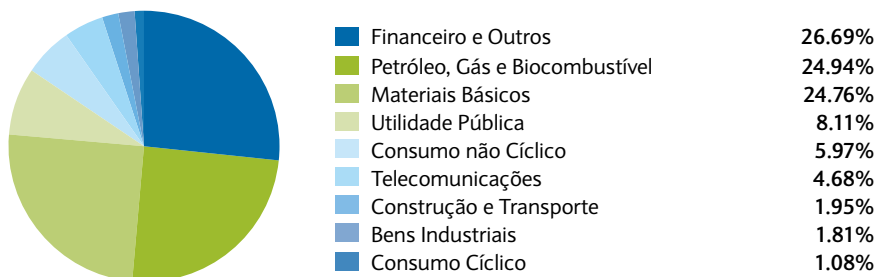 Financeiro e Outros 26.69%
Petróleo, Gás e Biocombustível 24.94%
Materiais Básicos 24.76%
Utilidade Pública 8.11%
Consumo não Cíclico 5.97%
Telecomunicações 4.68%
Construção e Transporte 1.95%
Bens Industriais 1.81%
Consumo Cíclico 1.08%